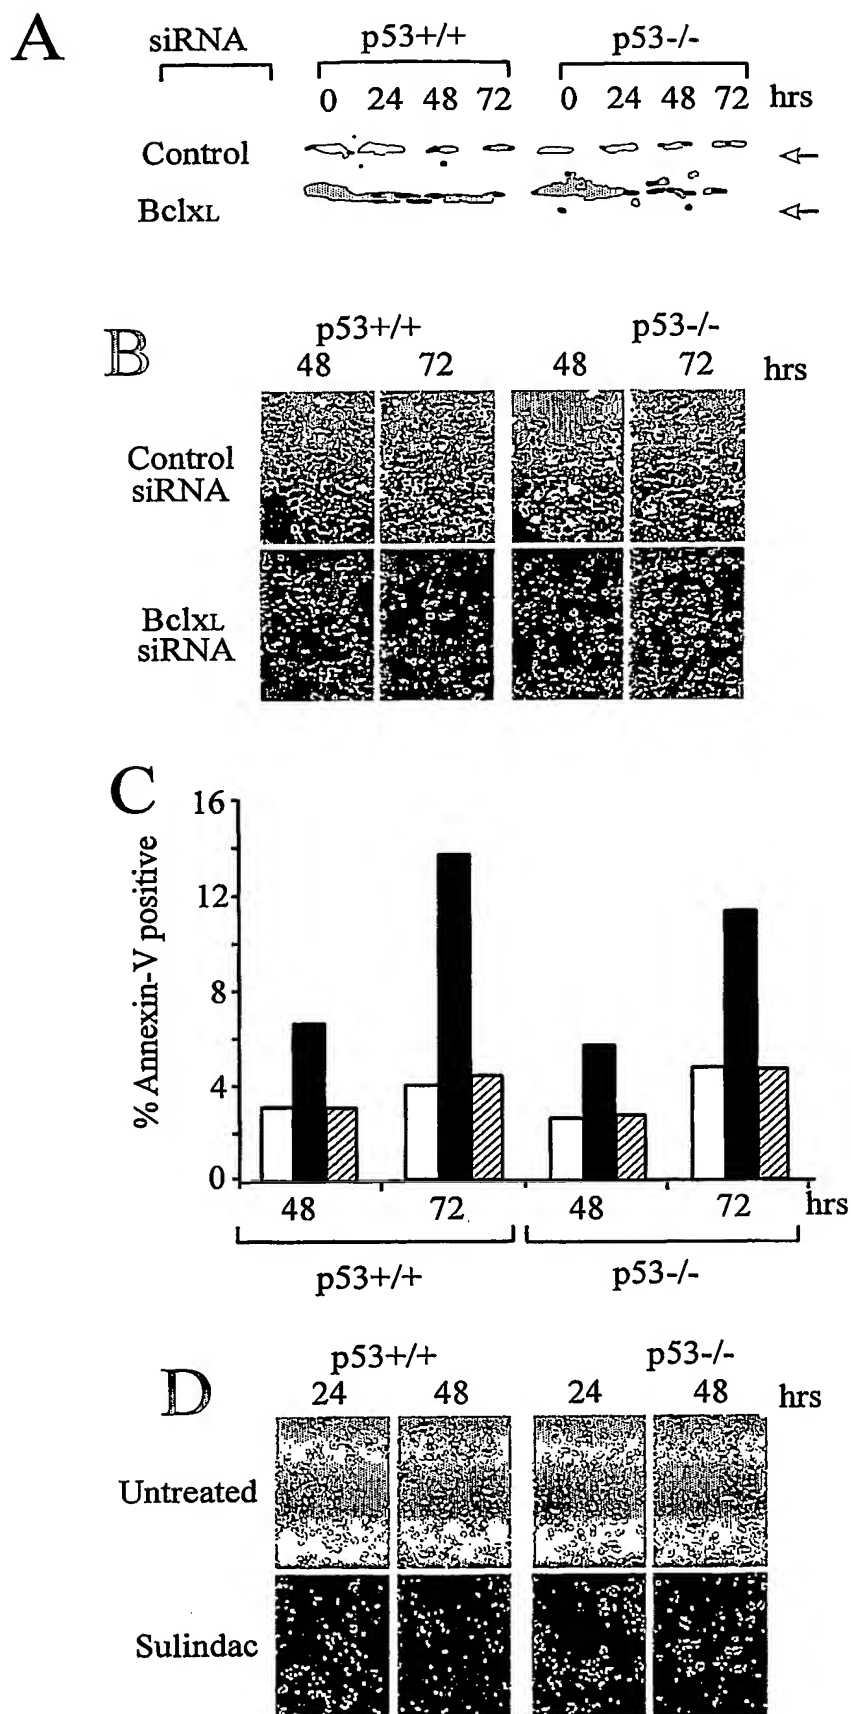 A
siRNA p53+/+ p53-/-
0 24 48 72 0 24 48 72 hrs
Control
BclxL
B
p53+/+ p53-/-
48 72 48 72 hrs
Control
siRNA
BclxL
siRNA
C
% Annexin-V positive
16
12
8
4
0
48 72 48 72 hrs
p53+/+ p53-/-
D
p53+/+ p53-/-
24 48 24 48 hrs
Untreated
Sulindac